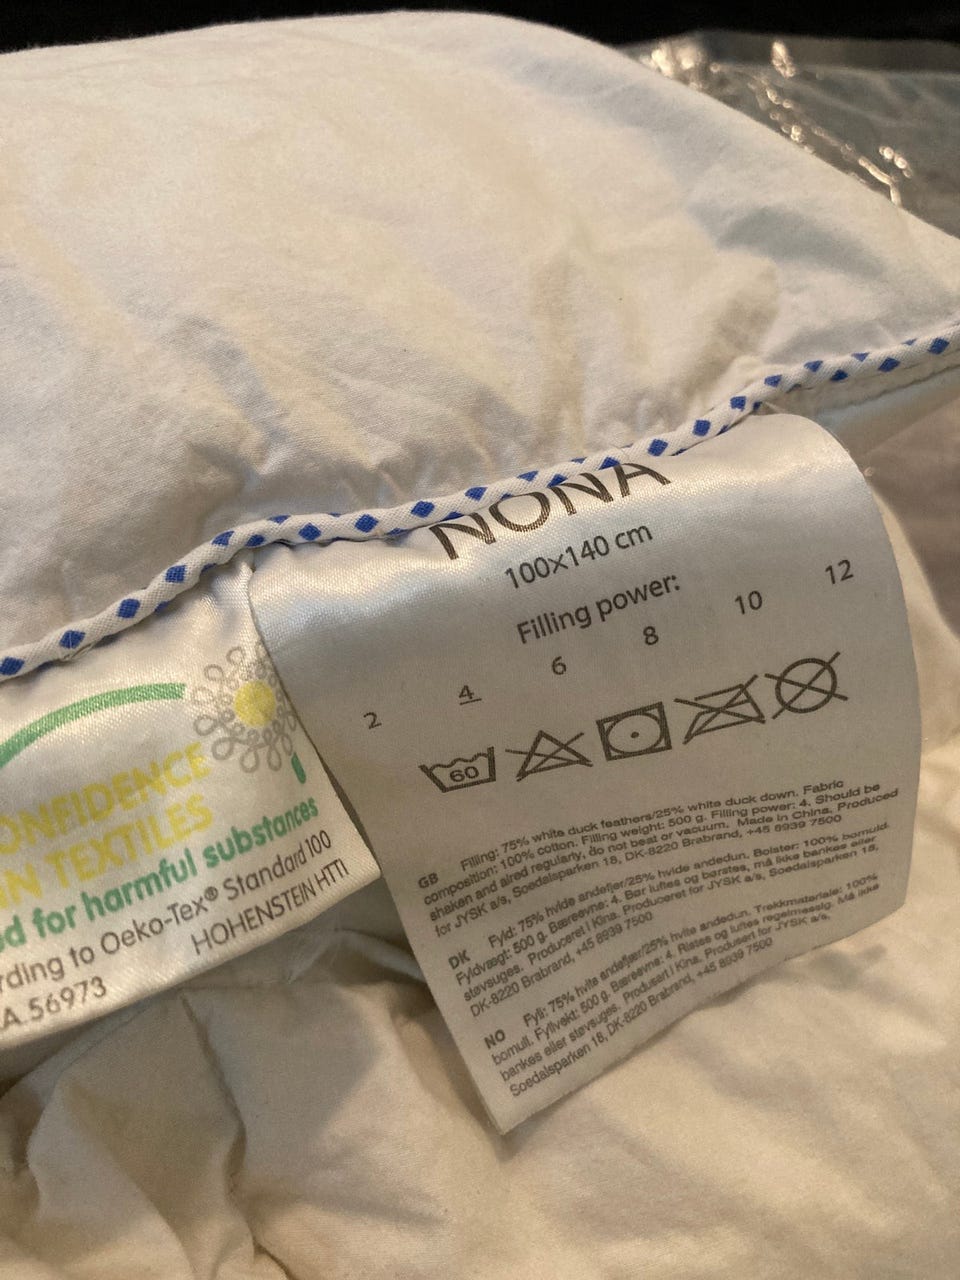 NONA
100x140 cm
Filling power:
2 4 6 8 10 12
60
GB Filling: 75% white duck feathers/25% white duck down. Fabric
composition: 100% cotton. Filling weight: 500 g. Filling power: 4. Should be
shaken and aired regularly, do not beat or vacuum. Made in China. Produced
for JYSK a/s, Soedalsparken 18, DK-8220 Brabrand, +45 8939 7500
DK Fyld: 75% hvide andefjer/25% hvide andedun. Bolster: 100% bomuld.
Fyldvægt: 500 g. Bæreevne: 4. Bør luftes og børstes, må ikke bankes eller
støvsuges. Produceret i Kina. Produceret for JYSK a/s, Soedalsparken 18,
DK-8220 Brabrand, +45 8939 7500
NO Fyll: 75% hvite andefjær/25% hvite andedun. Trekkmateriale: 100%
bomull. Fyllvekt: 500 g. Bæreevne: 4. Ristes og luftes regelmessig. Må ikke
bankes eller støvsuges. Produsert i Kina. Produsert for JYSK a/s,
Soedalsparken 18, DK-8220 Brabrand, +45 8939 7500
ONFIDENCE
N TEXTILES
d for harmful substances
rding to Oeko-Tex® Standard 100
A.56973 HOHENSTEIN HTTI